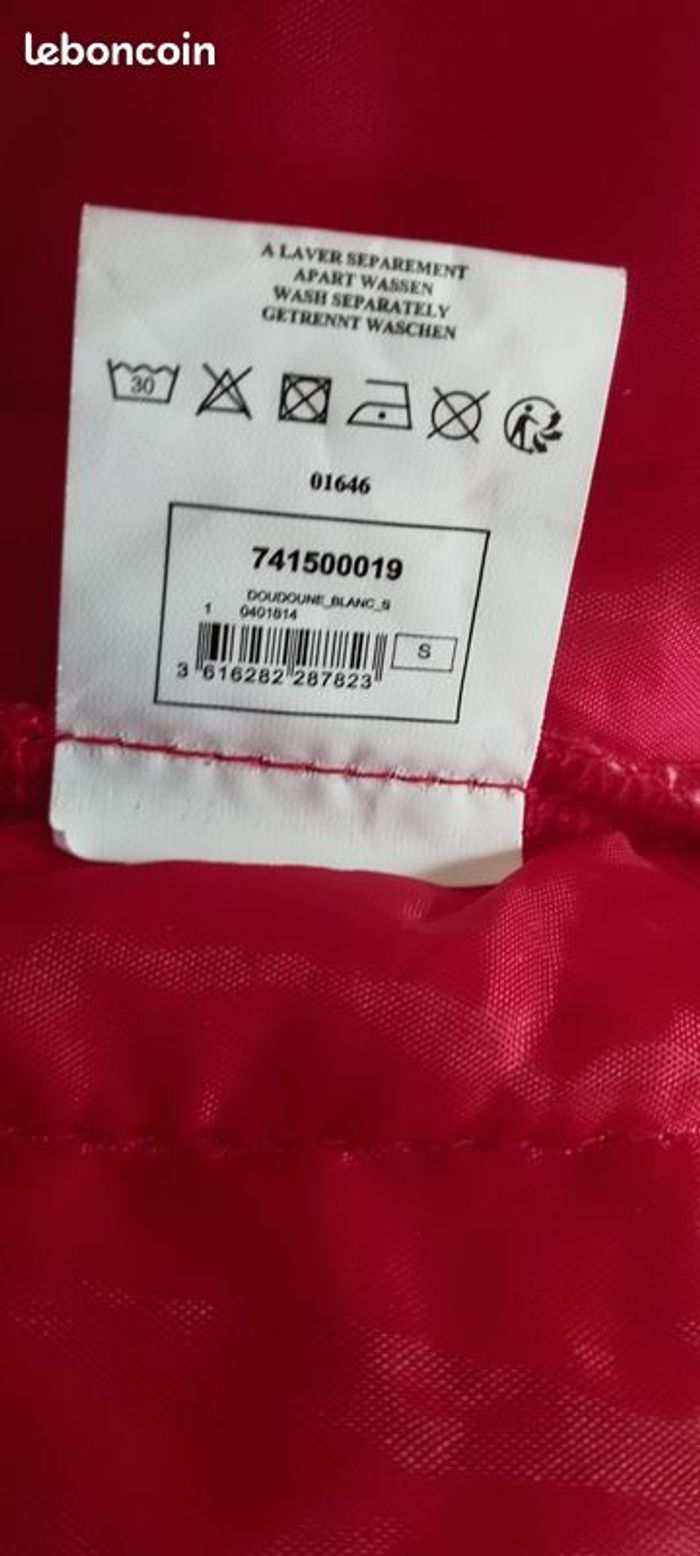 leboncoin
A LAVER SEPAREMENT
APART WASSEN
WASH SEPARATELY
GETRENNT WASCHEN
30
01646
741500019
DOUDOUNE_BLANC_S
1 0401814
S
3 616282 287823